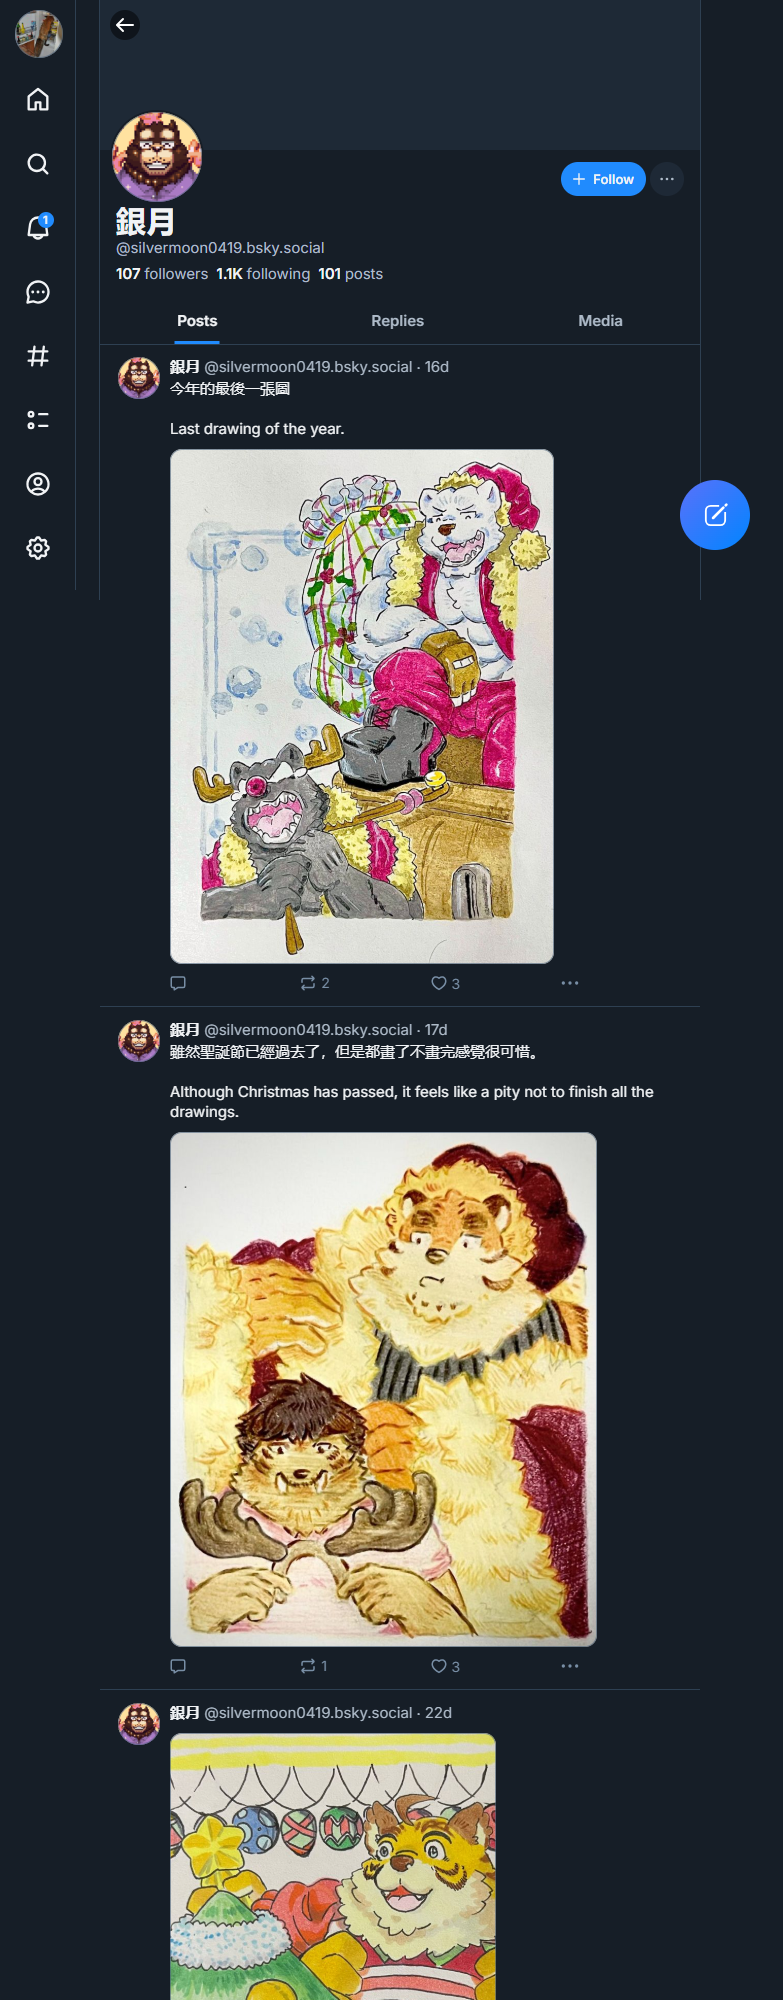 1
+ Follow
銀月
@silvermoon0419.bsky.social
107 followers 1.1K following 101 posts
Posts Replies Media
銀月 @silvermoon0419.bsky.social · 16d
今年的最後一張圖
Last drawing of the year.
2 3
銀月 @silvermoon0419.bsky.social · 17d
雖然聖誕節已經過去了，但是都畫了不畫完感覺很可惜。
Although Christmas has passed, it feels like a pity not to finish all the
drawings.
1 3
銀月 @silvermoon0419.bsky.social · 22d